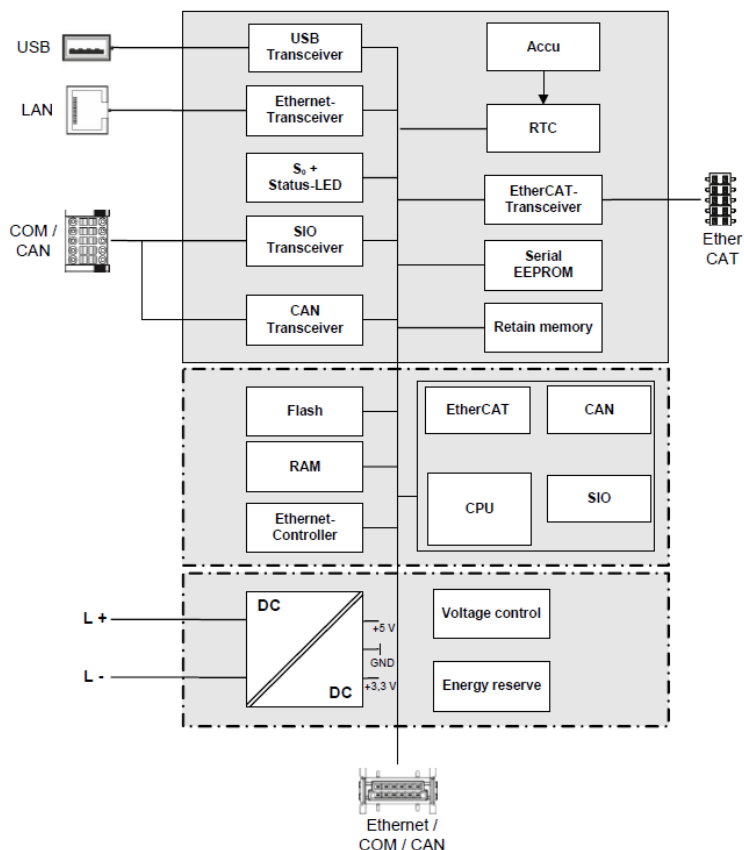 USB
USB
Transceiver
Accu
LAN
Ethernet-
Transceiver
RTC
S₀ +
Status-LED
EtherCAT-
Transceiver
Ether
CAT
COM /
CAN
SIO
Transceiver
Serial
EEPROM
CAN
Transceiver
Retain memory
Flash
EtherCAT
CAN
RAM
CPU
SIO
Ethernet-
Controller
L +
DC
+5 V
Voltage control
GND
L -
DC
+3,3 V
Energy reserve
Ethernet /
COM / CAN